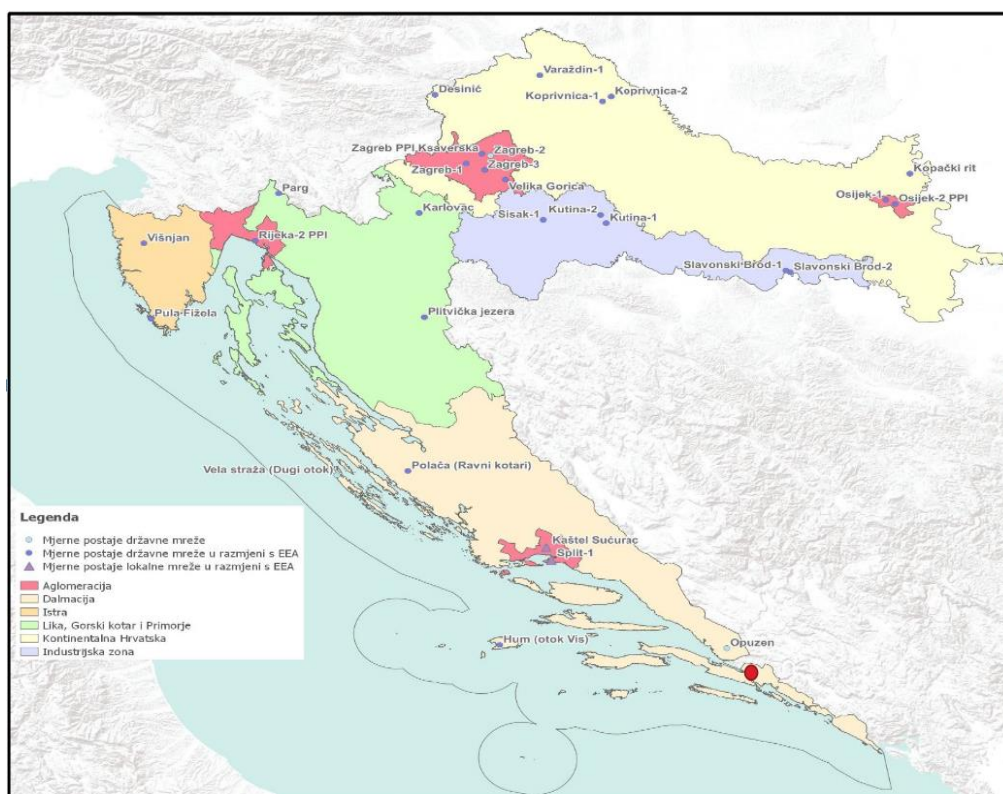 Varaždin-1
Desinić
Koprivnica-2
Koprivnica-1
Zagreb PPI Ksaverska
Zagreb-2
Zagreb-1
Zagreb-3
Velika Gorica
Kopački rit
Osijek-1
Osijek-2 PPI
Parg
Karlovac
Sisak-1
Kutina-2
Kutina-1
Višnjan
Rijeka-2 PPI
Slavonski Brod-1
Slavonski Brod-2
Pula Fižela
Plitvička jezera
Vela straža (Dugi otok)
Polača (Ravni kotari)
Kaštel Sućurac
Split-1
Hum (otok Vis)
Opuzen
Legenda
Mjerne postaje državne mreže
Mjerne postaje državne mreže u razmjeni s EEA
Mjerne postaje lokalne mreže u razmjeni s EEA
Aglomeracija
Dalmacija
Istra
Lika, Gorski kotar i Primorje
Kontinentalna Hrvatska
Industrijska zona